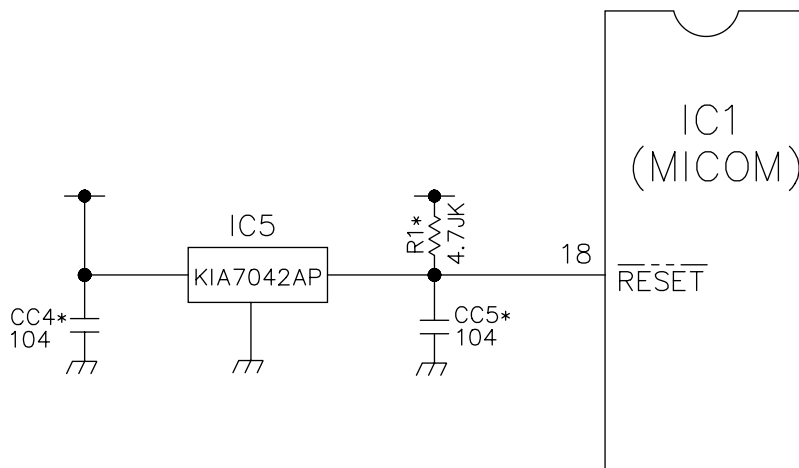 IC1
(MICOM)
IC5
KIA7042AP
R1*
4.7JK
18
RESET
CC4*
104
CC5*
104